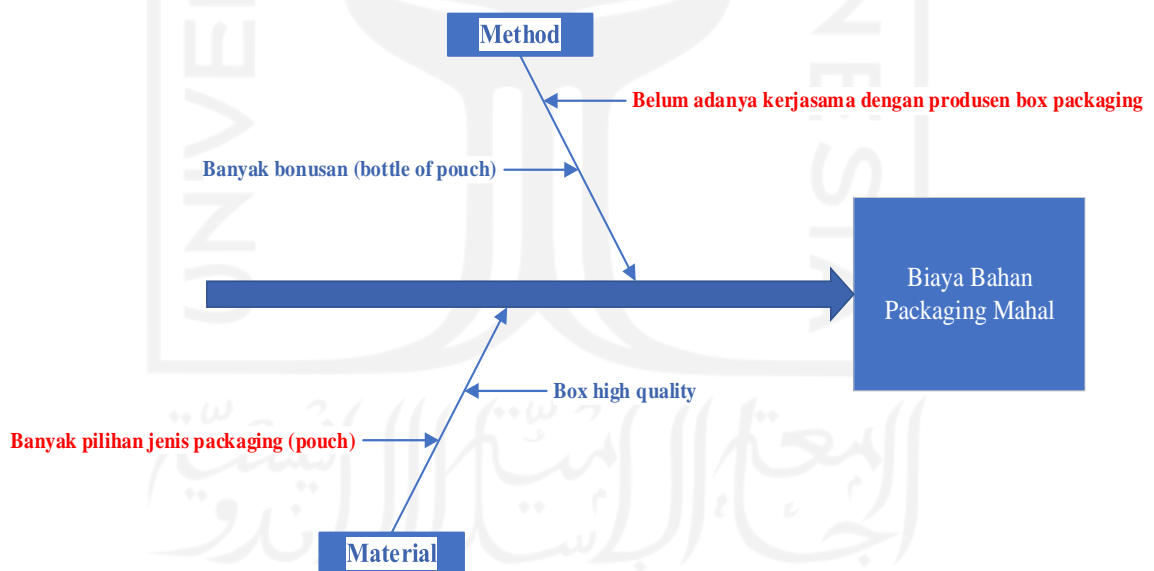 Method
Belum adanya kerjasama dengan produsen box packaging
Banyak bonusan (bottle of pouch)
Biaya Bahan
Packaging Mahal
Box high quality
Banyak pilihan jenis packaging (pouch)
Material